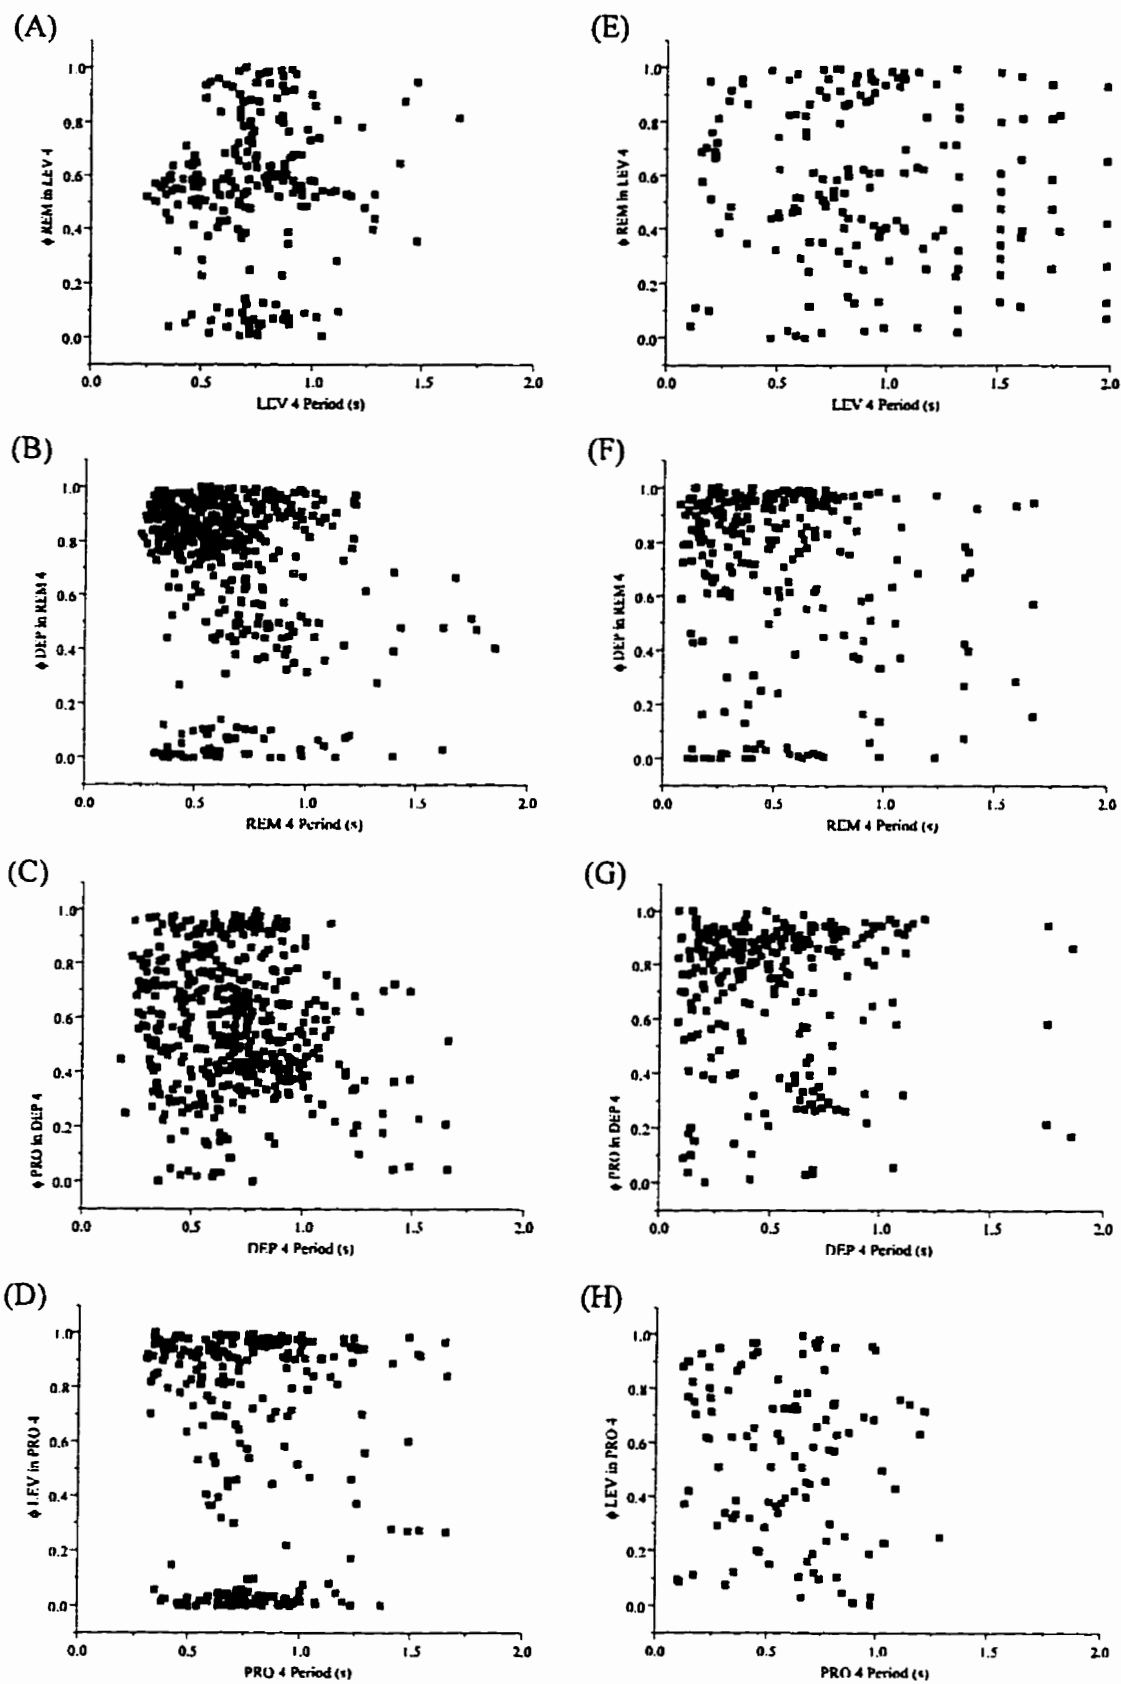 (A)
1.0
0.8
0.6
0.4
0.2
0.0
ϕ REM in LEV 4
0.0 0.5 1.0 1.5 2.0
LEV 4 Period (s)
(E)
1.0
0.8
0.6
0.4
0.2
0.0
ϕ REM in LEV 4
0.0 0.5 1.0 1.5 2.0
LEV 4 Period (s)
(B)
1.0
0.8
0.6
0.4
0.2
0.0
ϕ DEP in REM 4
0.0 0.5 1.0 1.5 2.0
REM 4 Period (s)
(F)
1.0
0.8
0.6
0.4
0.2
0.0
ϕ DEP in REM 4
0.0 0.5 1.0 1.5 2.0
REM 4 Period (s)
(C)
1.0
0.8
0.6
0.4
0.2
0.0
ϕ PRO in DEP 4
0.0 0.5 1.0 1.5 2.0
DEP 4 Period (s)
(G)
1.0
0.8
0.6
0.4
0.2
0.0
ϕ PRO in DEP 4
0.0 0.5 1.0 1.5 2.0
DEP 4 Period (s)
(D)
1.0
0.8
0.6
0.4
0.2
0.0
ϕ LEV in PRO 4
0.0 0.5 1.0 1.5 2.0
PRO 4 Period (s)
(H)
1.0
0.8
0.6
0.4
0.2
0.0
ϕ LEV in PRO 4
0.0 0.5 1.0 1.5 2.0
PRO 4 Period (s)